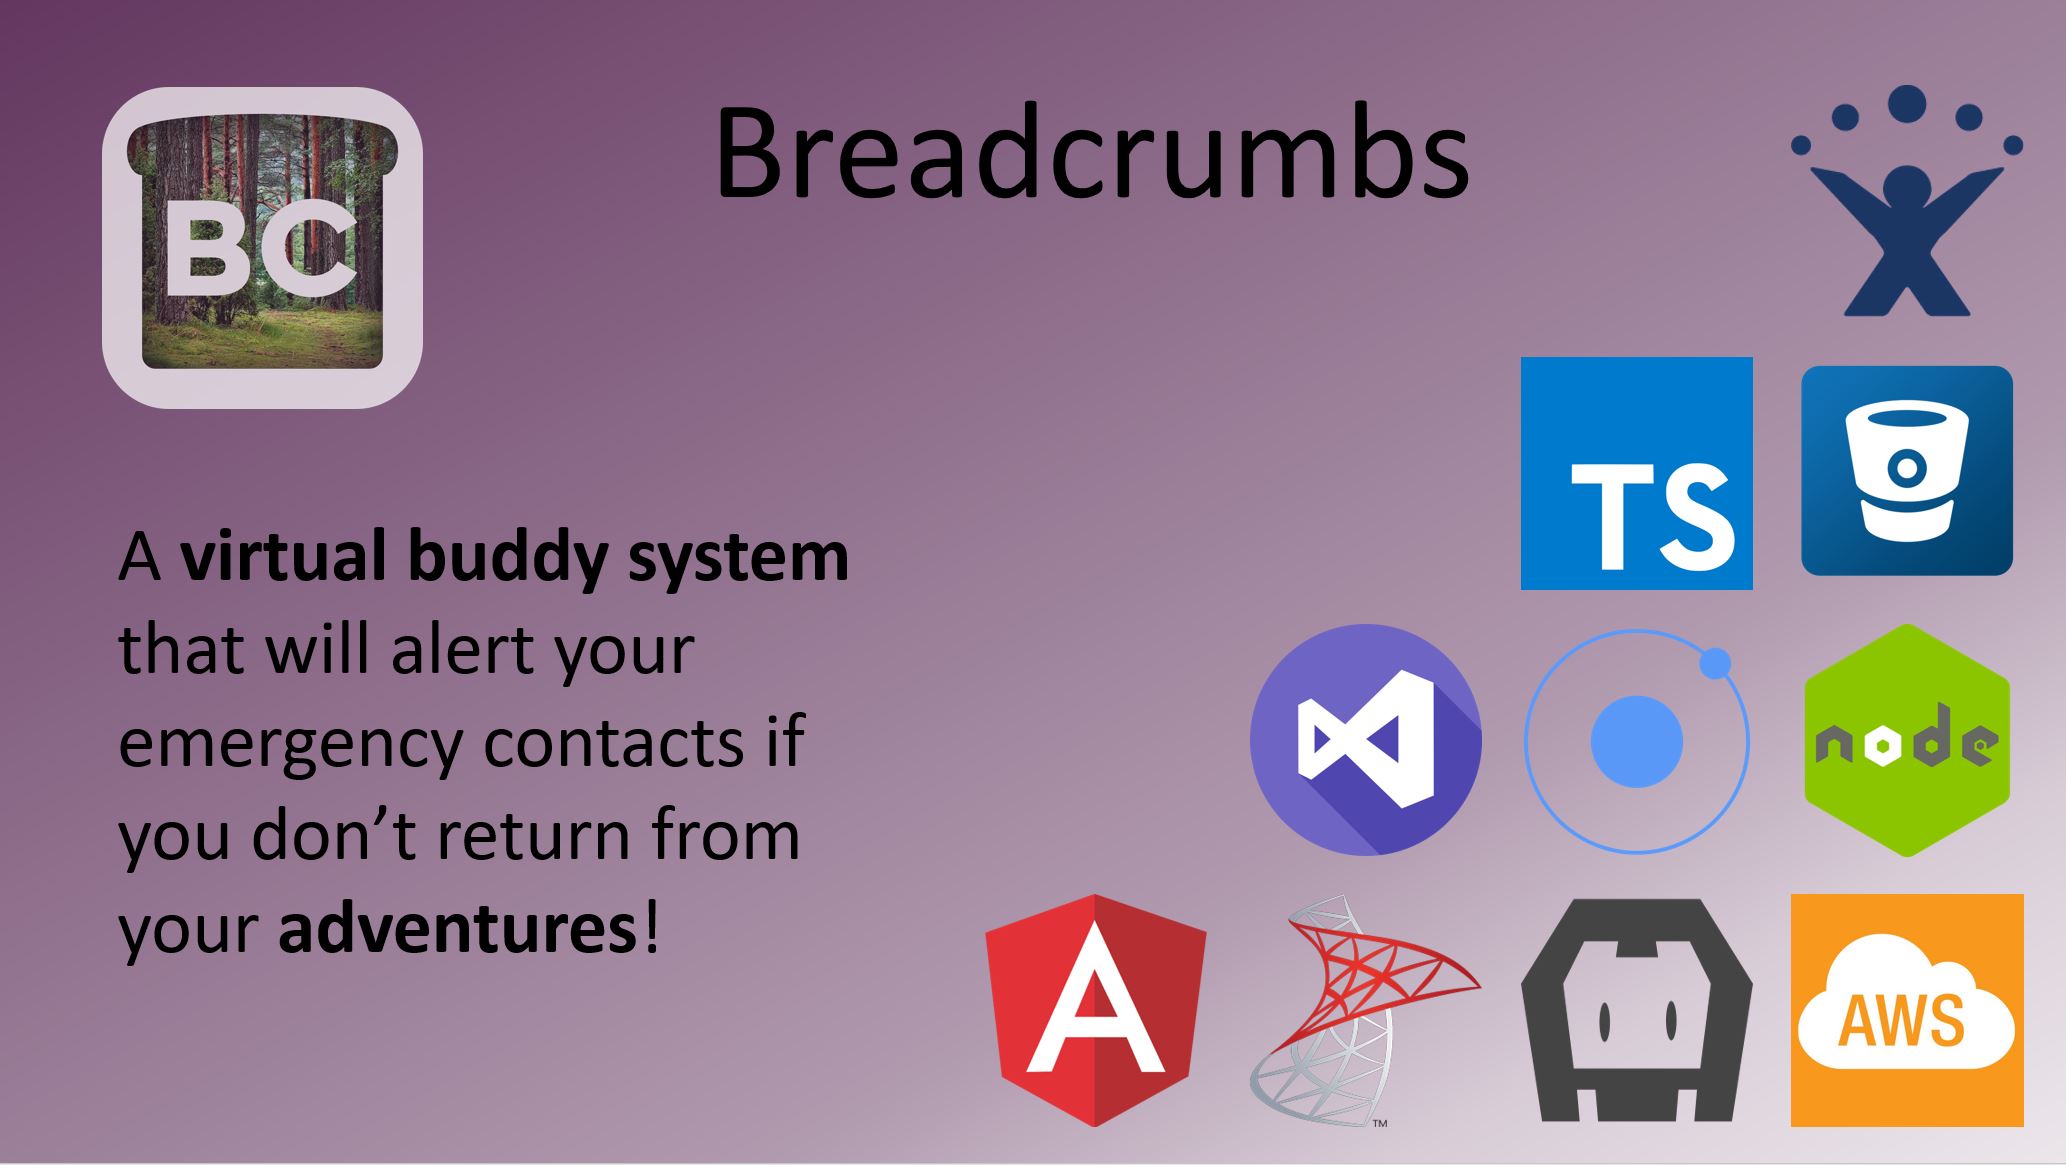 Breadcrumbs
BC
A virtual buddy system
that will alert your
emergency contacts if
you don’t return from
your adventures!
TS
node
A
TM
AWS